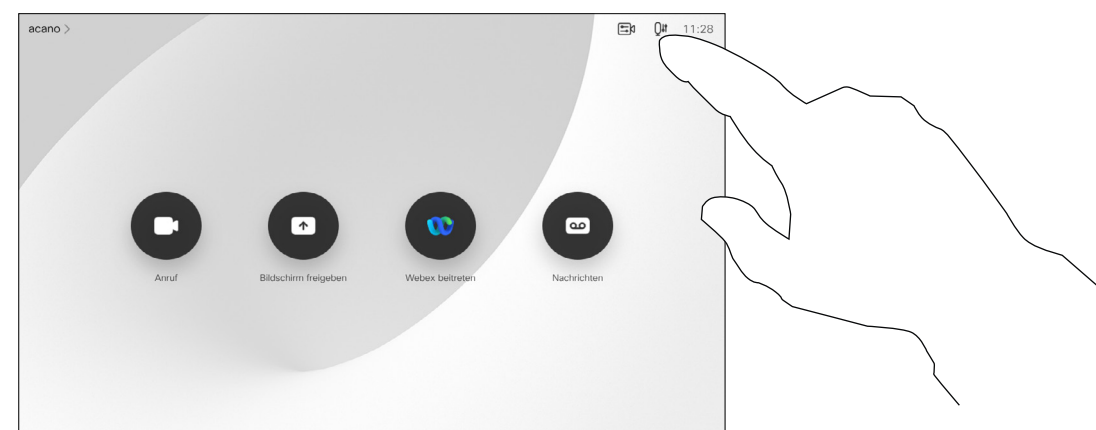 acano
11:28
Anruf
Bildschirm freigeben
Webex beitreten
Nachrichten